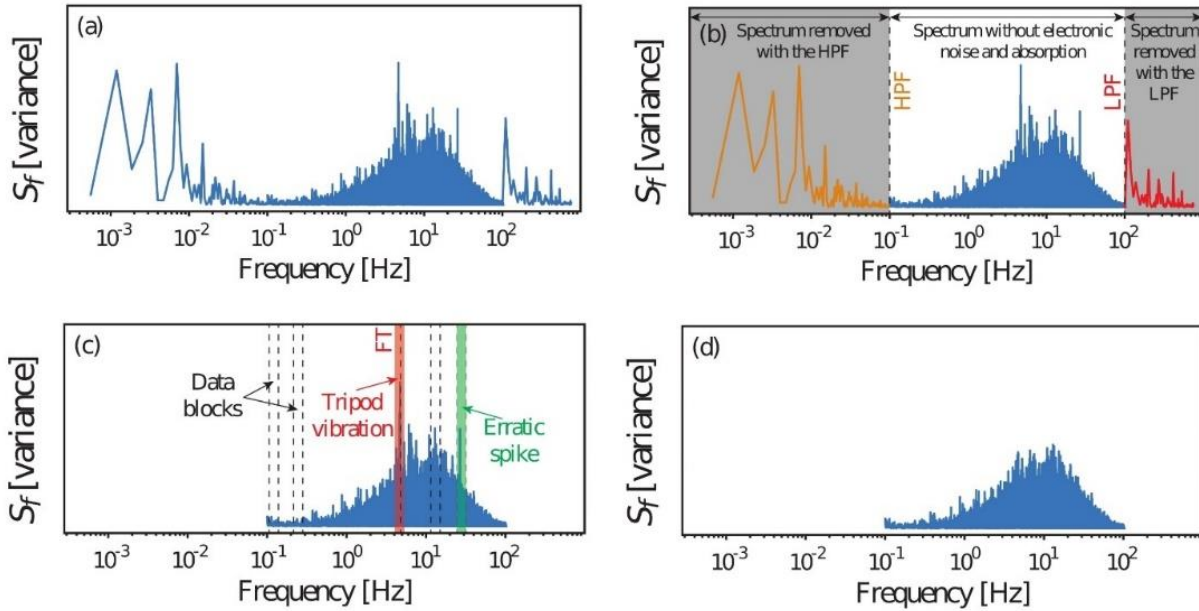 (a)
S_f [variance]
10^-3 10^-2 10^-1 10^0 10^1 10^2
Frequency [Hz]
(b)
Spectrum removed
with the HPF
Spectrum without electronic
noise and absorption
Spectrum
removed
with the
LPF
HPF
LPF
S_f [variance]
10^-3 10^-2 10^-1 10^0 10^1 10^2
Frequency [Hz]
(c)
FT
Data
blocks
Tripod
vibration
Erratic
spike
S_f [variance]
10^-3 10^-2 10^-1 10^0 10^1 10^2
Frequency [Hz]
(d)
S_f [variance]
10^-3 10^-2 10^-1 10^0 10^1 10^2
Frequency [Hz]